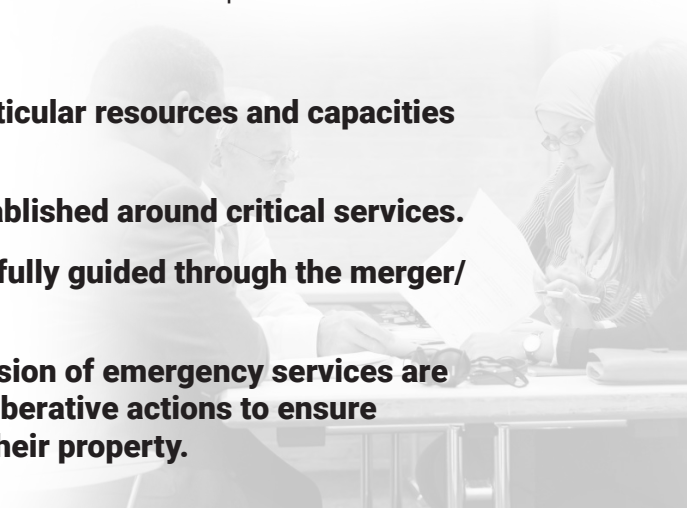 ticular resources and capacities
ablished around critical services.
fully guided through the merger/
sion of emergency services are
berative actions to ensure
heir property.